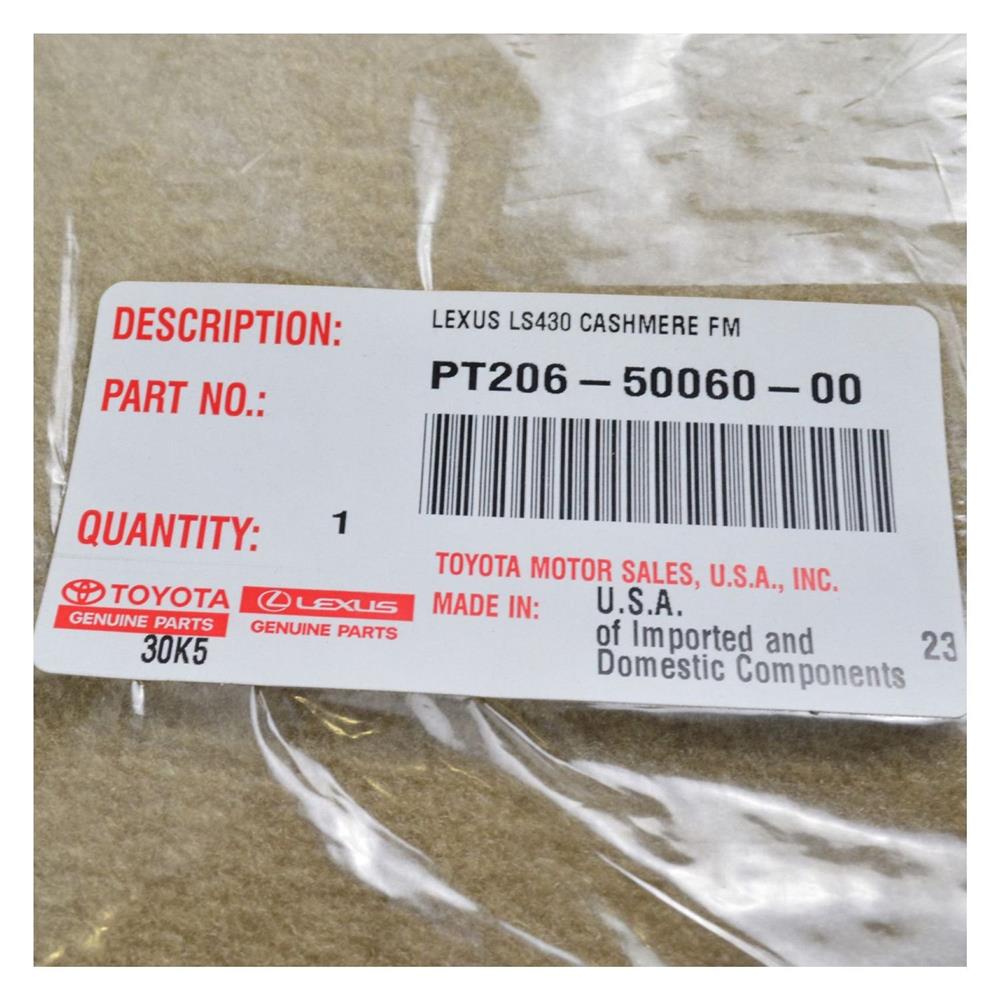 DESCRIPTION: LEXUS LS430 CASHMERE FM
PART NO.: PT206-50060-00
QUANTITY: 1
TOYOTA
GENUINE PARTS
30K5
LEXUS
GENUINE PARTS
TOYOTA MOTOR SALES, U.S.A., INC.
MADE IN: U.S.A.
of Imported and
Domestic Components
23